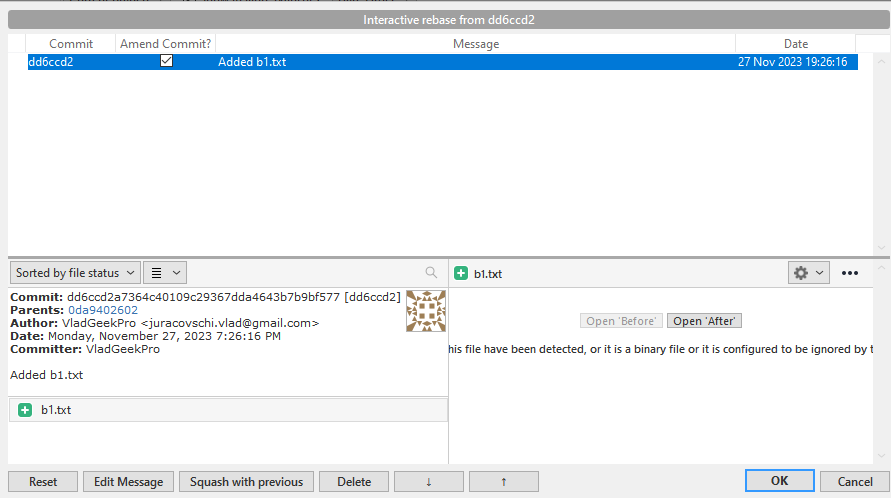 Interactive rebase from dd6ccd2
Commit Amend Commit? Message Date
dd6ccd2 Added b1.txt 27 Nov 2023 19:26:16
Sorted by file status
Commit: dd6ccd2a7364c40109c29367dda4643b7b9bf577 [dd6ccd2]
Parents: 0da9402602
Author: VladGeekPro <juracovschi.vlad@gmail.com>
Date: Monday, November 27, 2023 7:26:16 PM
Committer: VladGeekPro
Added b1.txt
b1.txt
b1.txt
Open 'Before' Open 'After'
his file have been detected, or it is a binary file or it is configured to be ignored by t
Reset Edit Message Squash with previous Delete ↓ ↑ OK Cancel